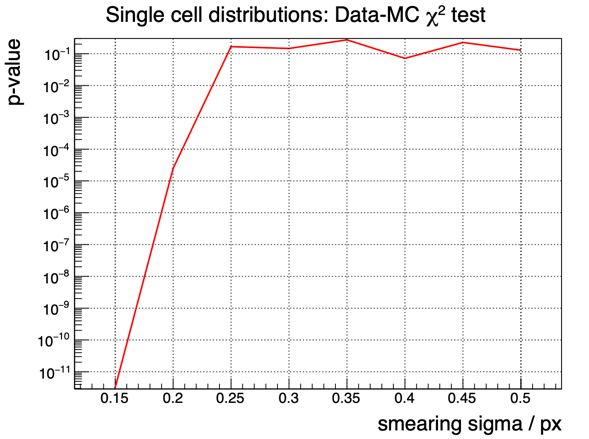 Single cell distributions: Data-MC χ² test
p-value
10⁻¹
10⁻²
10⁻³
10⁻⁴
10⁻⁵
10⁻⁶
10⁻⁷
10⁻⁸
10⁻⁹
10⁻¹⁰
10⁻¹¹
0.15 0.2 0.25 0.3 0.35 0.4 0.45 0.5
smearing sigma / px